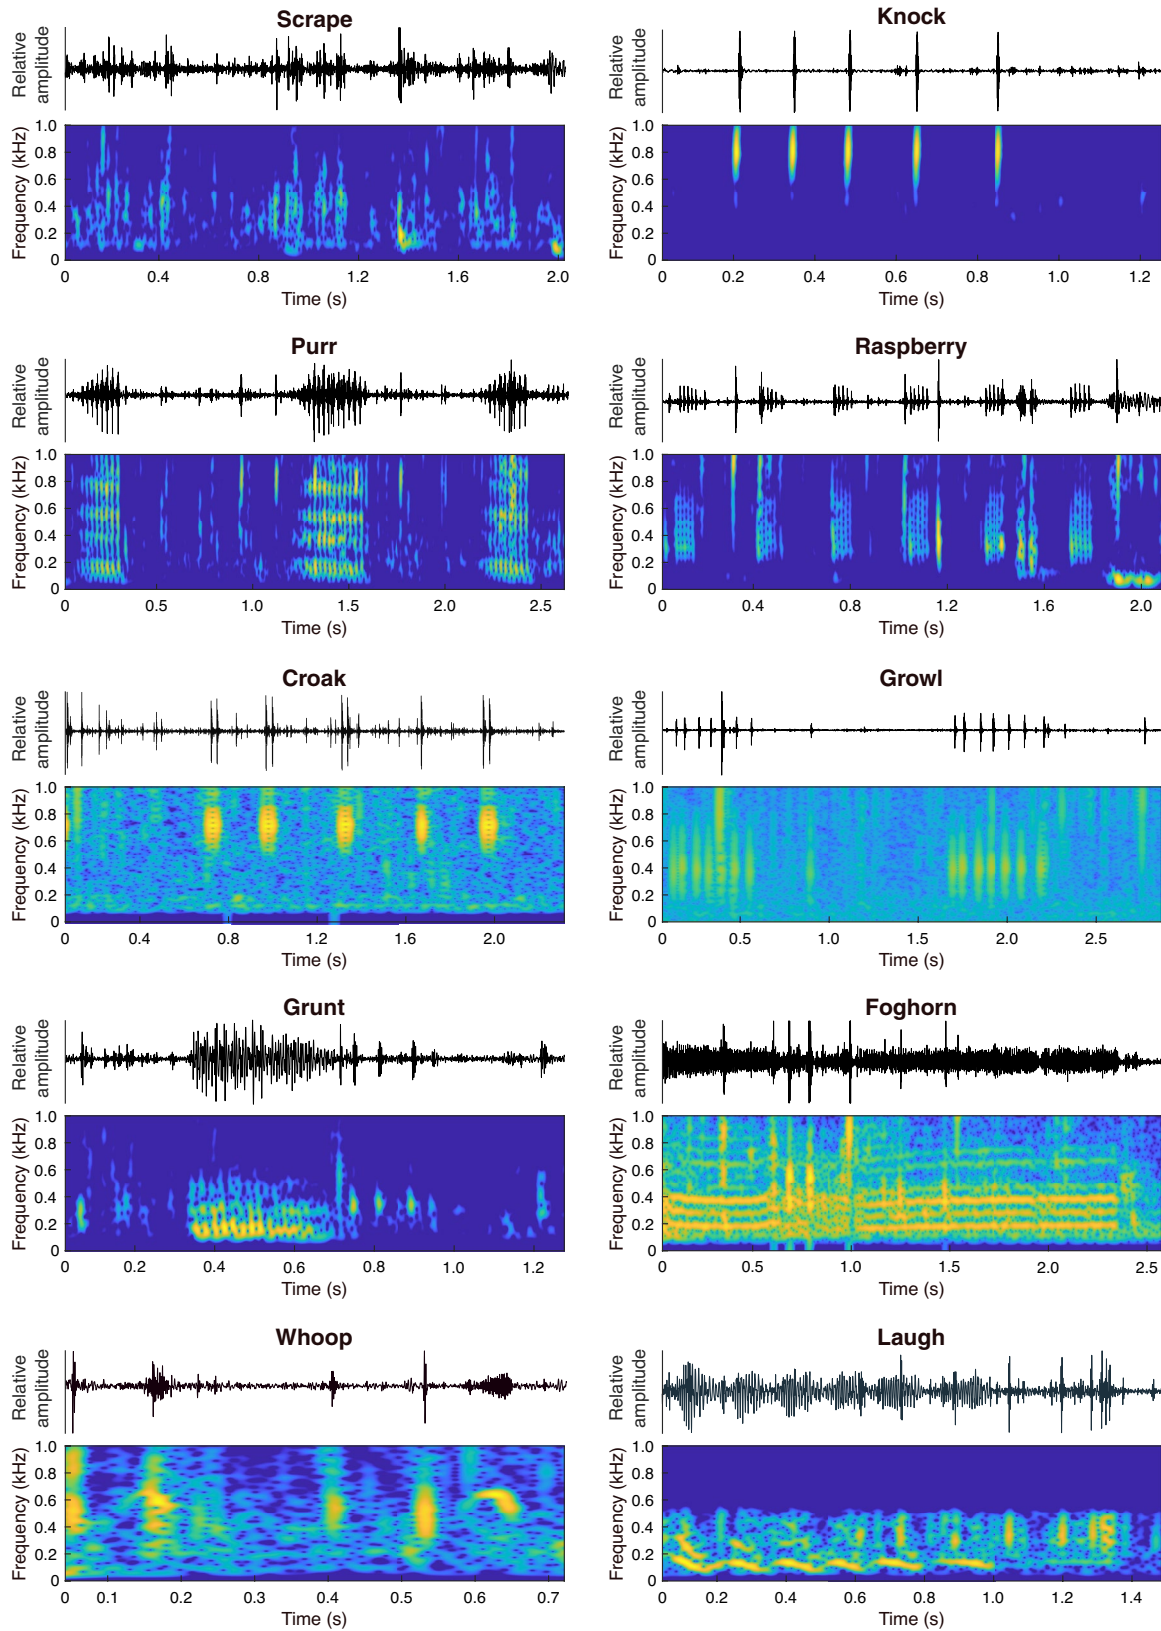 Scrape
Relative
amplitude
Frequency (kHz)
1.0
0.8
0.6
0.4
0.2
0
0 0.4 0.8 1.2 1.6 2.0
Time (s)
Knock
Relative
amplitude
Frequency (kHz)
1.0
0.8
0.6
0.4
0.2
0
0 0.2 0.4 0.6 0.8 1.0 1.2
Time (s)
Purr
Relative
amplitude
Frequency (kHz)
1.0
0.8
0.6
0.4
0.2
0
0 0.5 1.0 1.5 2.0 2.5
Time (s)
Raspberry
Relative
amplitude
Frequency (kHz)
1.0
0.8
0.6
0.4
0.2
0
0 0.4 0.8 1.2 1.6 2.0
Time (s)
Croak
Relative
amplitude
Frequency (kHz)
1.0
0.8
0.6
0.4
0.2
0
0 0.4 0.8 1.2 1.6 2.0
Time (s)
Growl
Relative
amplitude
Frequency (kHz)
1.0
0.8
0.6
0.4
0.2
0
0 0.5 1.0 1.5 2.0 2.5
Time (s)
Grunt
Relative
amplitude
Frequency (kHz)
1.0
0.8
0.6
0.4
0.2
0
0 0.2 0.4 0.6 0.8 1.0 1.2
Time (s)
Foghorn
Relative
amplitude
Frequency (kHz)
1.0
0.8
0.6
0.4
0.2
0
0 0.5 1.0 1.5 2.0 2.5
Time (s)
Whoop
Relative
amplitude
Frequency (kHz)
1.0
0.8
0.6
0.4
0.2
0
0 0.1 0.2 0.3 0.4 0.5 0.6 0.7
Time (s)
Laugh
Relative
amplitude
Frequency (kHz)
1.0
0.8
0.6
0.4
0.2
0
0 0.2 0.4 0.6 0.8 1.0 1.2 1.4
Time (s)